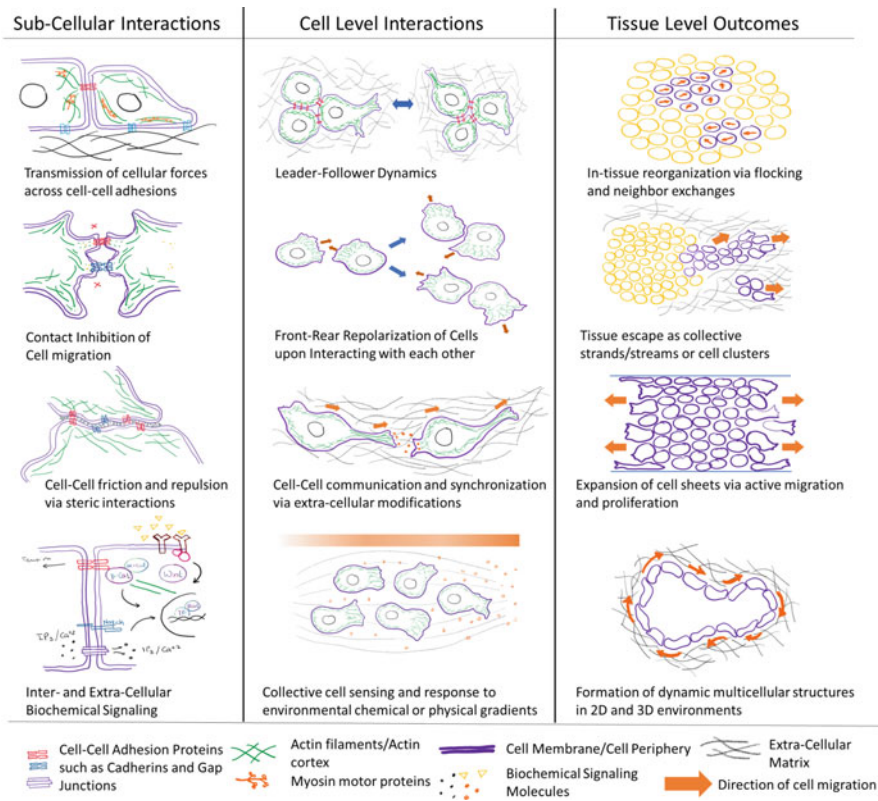 Sub-Cellular Interactions
Cell Level Interactions
Tissue Level Outcomes
Transmission of cellular forces
across cell-cell adhesions
Leader-Follower Dynamics
In-tissue reorganization via flocking
and neighbor exchanges
Contact Inhibition of
Cell migration
Front-Rear Repolarization of Cells
upon Interacting with each other
Tissue escape as collective
strands/streams or cell clusters
Cell-Cell friction and repulsion
via steric interactions
Cell-Cell communication and synchronization
via extra-cellular modifications
Expansion of cell sheets via active migration
and proliferation
Wnt
Notch
IP3/Ca+2
Inter- and Extra-Cellular
Biochemical Signaling
Collective cell sensing and response to
environmental chemical or physical gradients
Formation of dynamic multicellular structures
in 2D and 3D environments
Cell-Cell Adhesion Proteins
such as Cadherins and Gap
Junctions
Actin filaments/Actin
cortex
Myosin motor proteins
Cell Membrane/Cell Periphery
Biochemical Signaling
Molecules
Extra-Cellular
Matrix
Direction of cell migration